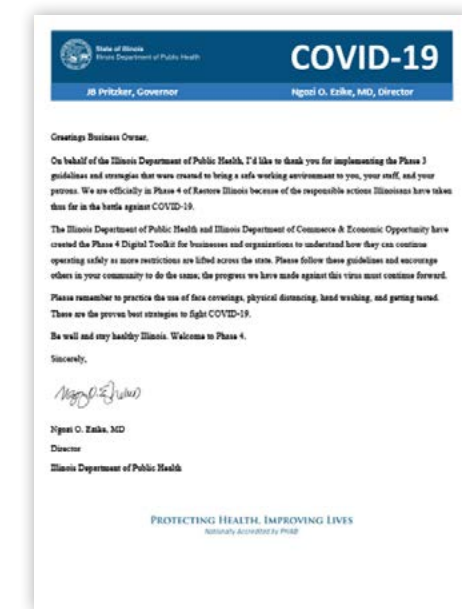 State of Illinois
Illinois Department of Public Health
COVID-19
JB Pritzker, Governor
Ngozi O. Ezike, MD, Director
Greetings Business Owner,
On behalf of the Illinois Department of Public Health, I'd like to thank you for implementing the Phase 3
guidelines and strategies that were created to bring a safe working environment to you, your staff, and your
patrons. We are officially in Phase 4 of Restore Illinois because of the responsible actions Illinoisans have taken
thus far in the battle against COVID-19.
The Illinois Department of Public Health and Illinois Department of Commerce & Economic Opportunity have
created the Phase 4 Digital Toolkit for businesses and organizations to understand how they can continue
operating safely as more restrictions are lifted across the state. Please follow these guidelines and encourage
others in your community to do the same; the progress we have made against this virus must continue forward.
Please remember to practice the use of face coverings, physical distancing, hand washing, and getting tested.
These are the proven best strategies to fight COVID-19.
Be well and stay healthy Illinois. Welcome to Phase 4.
Sincerely,
Ngozi O. Ezike, MD
Director
Illinois Department of Public Health
PROTECTING HEALTH, IMPROVING LIVES
Nationally Accredited by PHAB